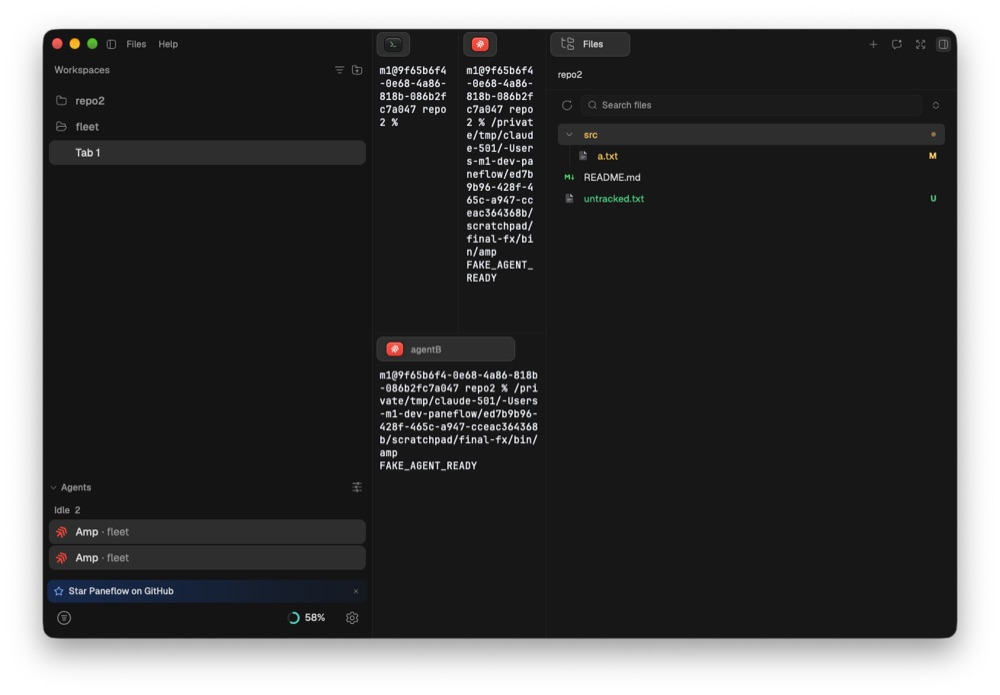 Files Help
Workspaces
repo2
fleet
Tab 1
Agents
Idle 2
Amp · fleet
Amp · fleet
Star Paneflow on GitHub
58%
m1@9f65b6f4
-0e68-4a86-
818b-086b2f
c7a047 repo
2 %
m1@9f65b6f4
-0e68-4a86-
818b-086b2f
c7a047 repo
2 % /privat
e/tmp/claud
e-501/-User
s-m1-dev-pa
neflow/ed7b
9b96-428f-4
65c-a947-cc
eac364368b/
scratchpad/
final-fx/bi
n/amp
FAKE_AGENT_
READY
agentB
m1@9f65b6f4-0e68-4a86-818b
-086b2fc7a047 repo2 % /pri
vate/tmp/claude-501/-Users
-m1-dev-paneflow/ed7b9b96-
428f-465c-a947-cceac364368
b/scratchpad/final-fx/bin/
amp
FAKE_AGENT_READY
Files
repo2
Search files
src
a.txt M
M↓ README.md
untracked.txt U